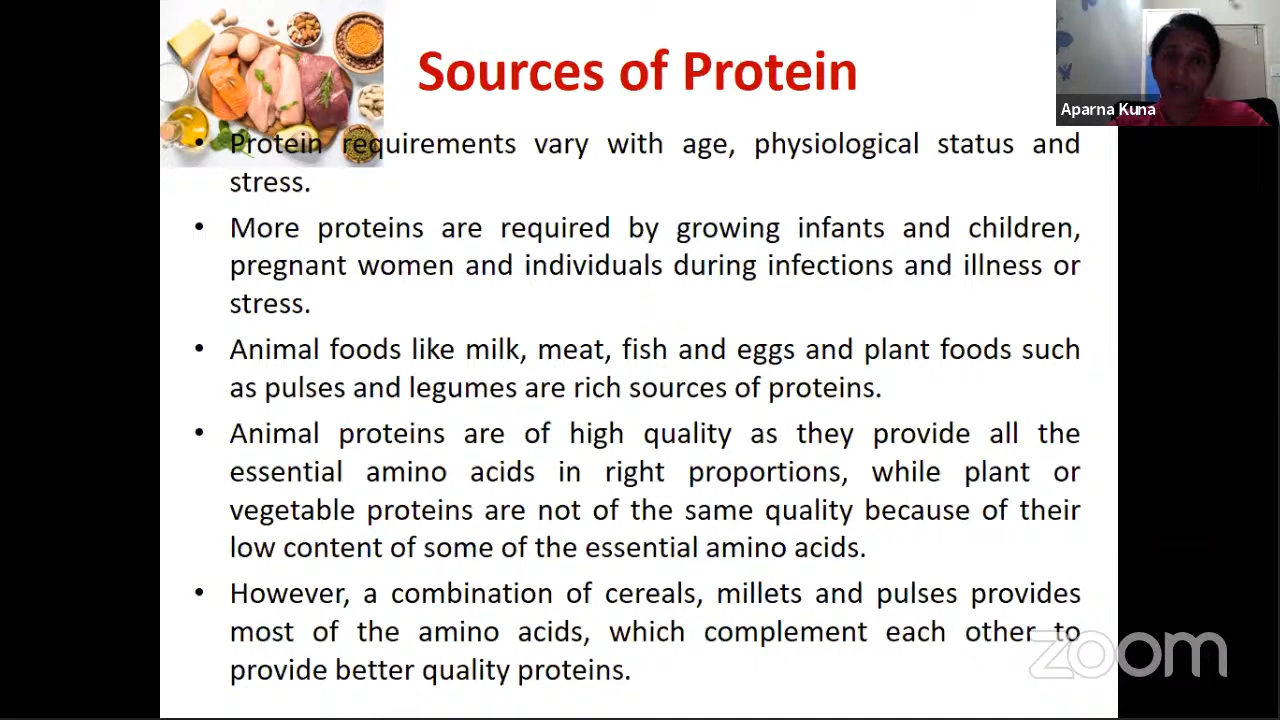 Sources of Protein
Aparna Kuna
• Protein requirements vary with age, physiological status and
stress.
• More proteins are required by growing infants and children,
pregnant women and individuals during infections and illness or
stress.
• Animal foods like milk, meat, fish and eggs and plant foods such
as pulses and legumes are rich sources of proteins.
• Animal proteins are of high quality as they provide all the
essential amino acids in right proportions, while plant or
vegetable proteins are not of the same quality because of their
low content of some of the essential amino acids.
• However, a combination of cereals, millets and pulses provides
most of the amino acids, which complement each other to
provide better quality proteins.
zoom